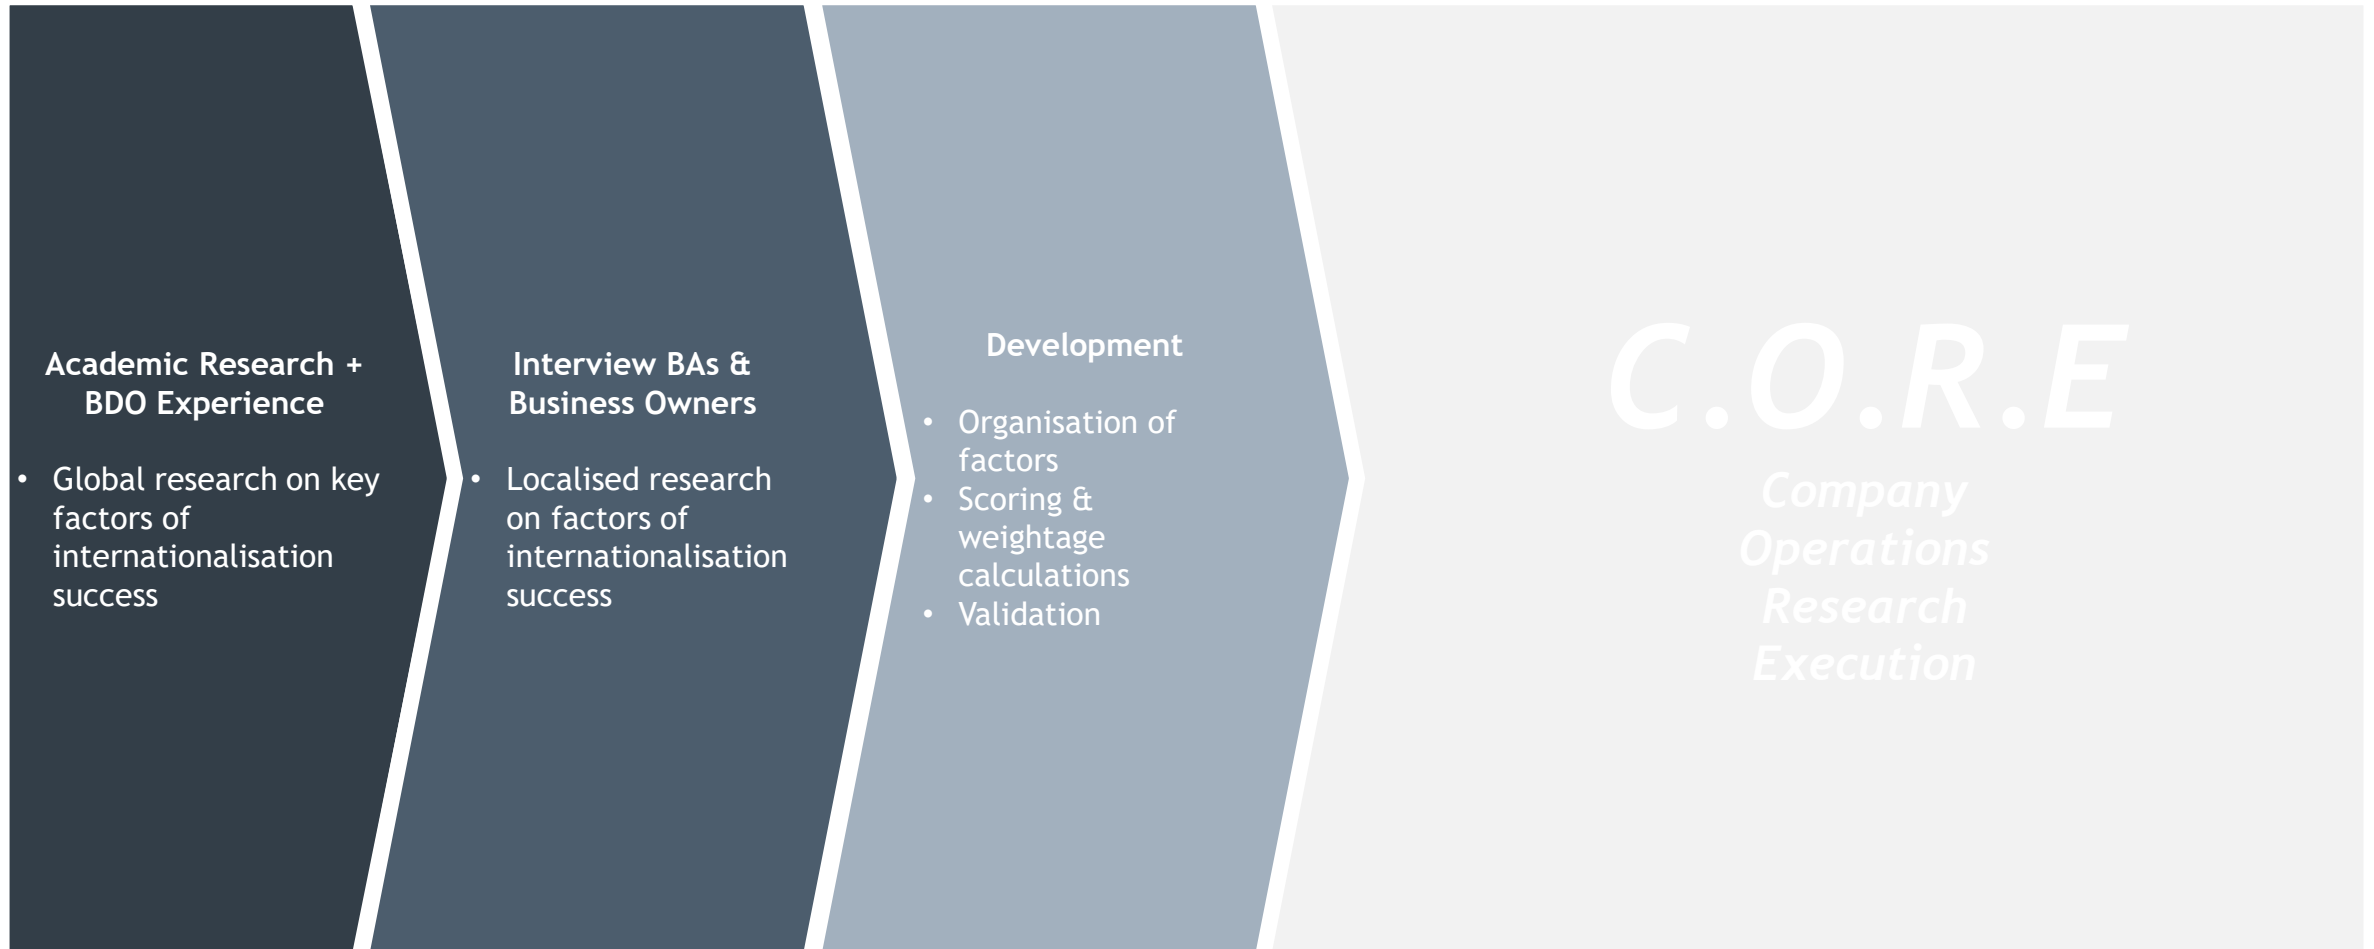 Academic Research +
BDO Experience
• Global research on key
factors of
internationalisation
success
Interview BAs &
Business Owners
• Localised research
on factors of
internationalisation
success
Development
• Organisation of
factors
• Scoring &
weightage
calculations
• Validation
C.O.R.E
Company
Operations
Research
Execution